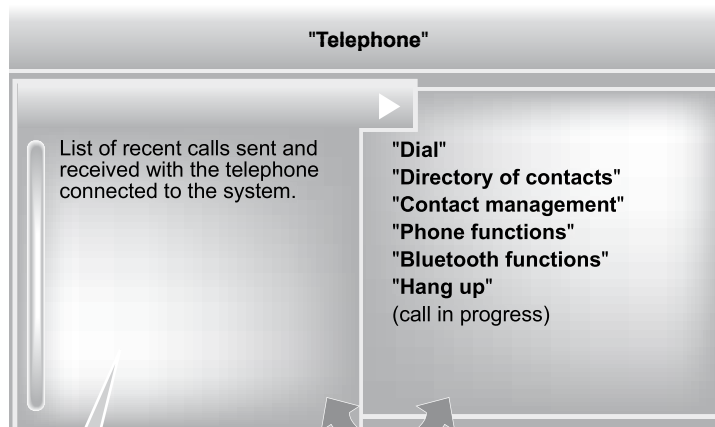 "Telephone"
List of recent calls sent and
received with the telephone
connected to the system.
"Dial"
"Directory of contacts"
"Contact management"
"Phone functions"
"Bluetooth functions"
"Hang up"
(call in progress)